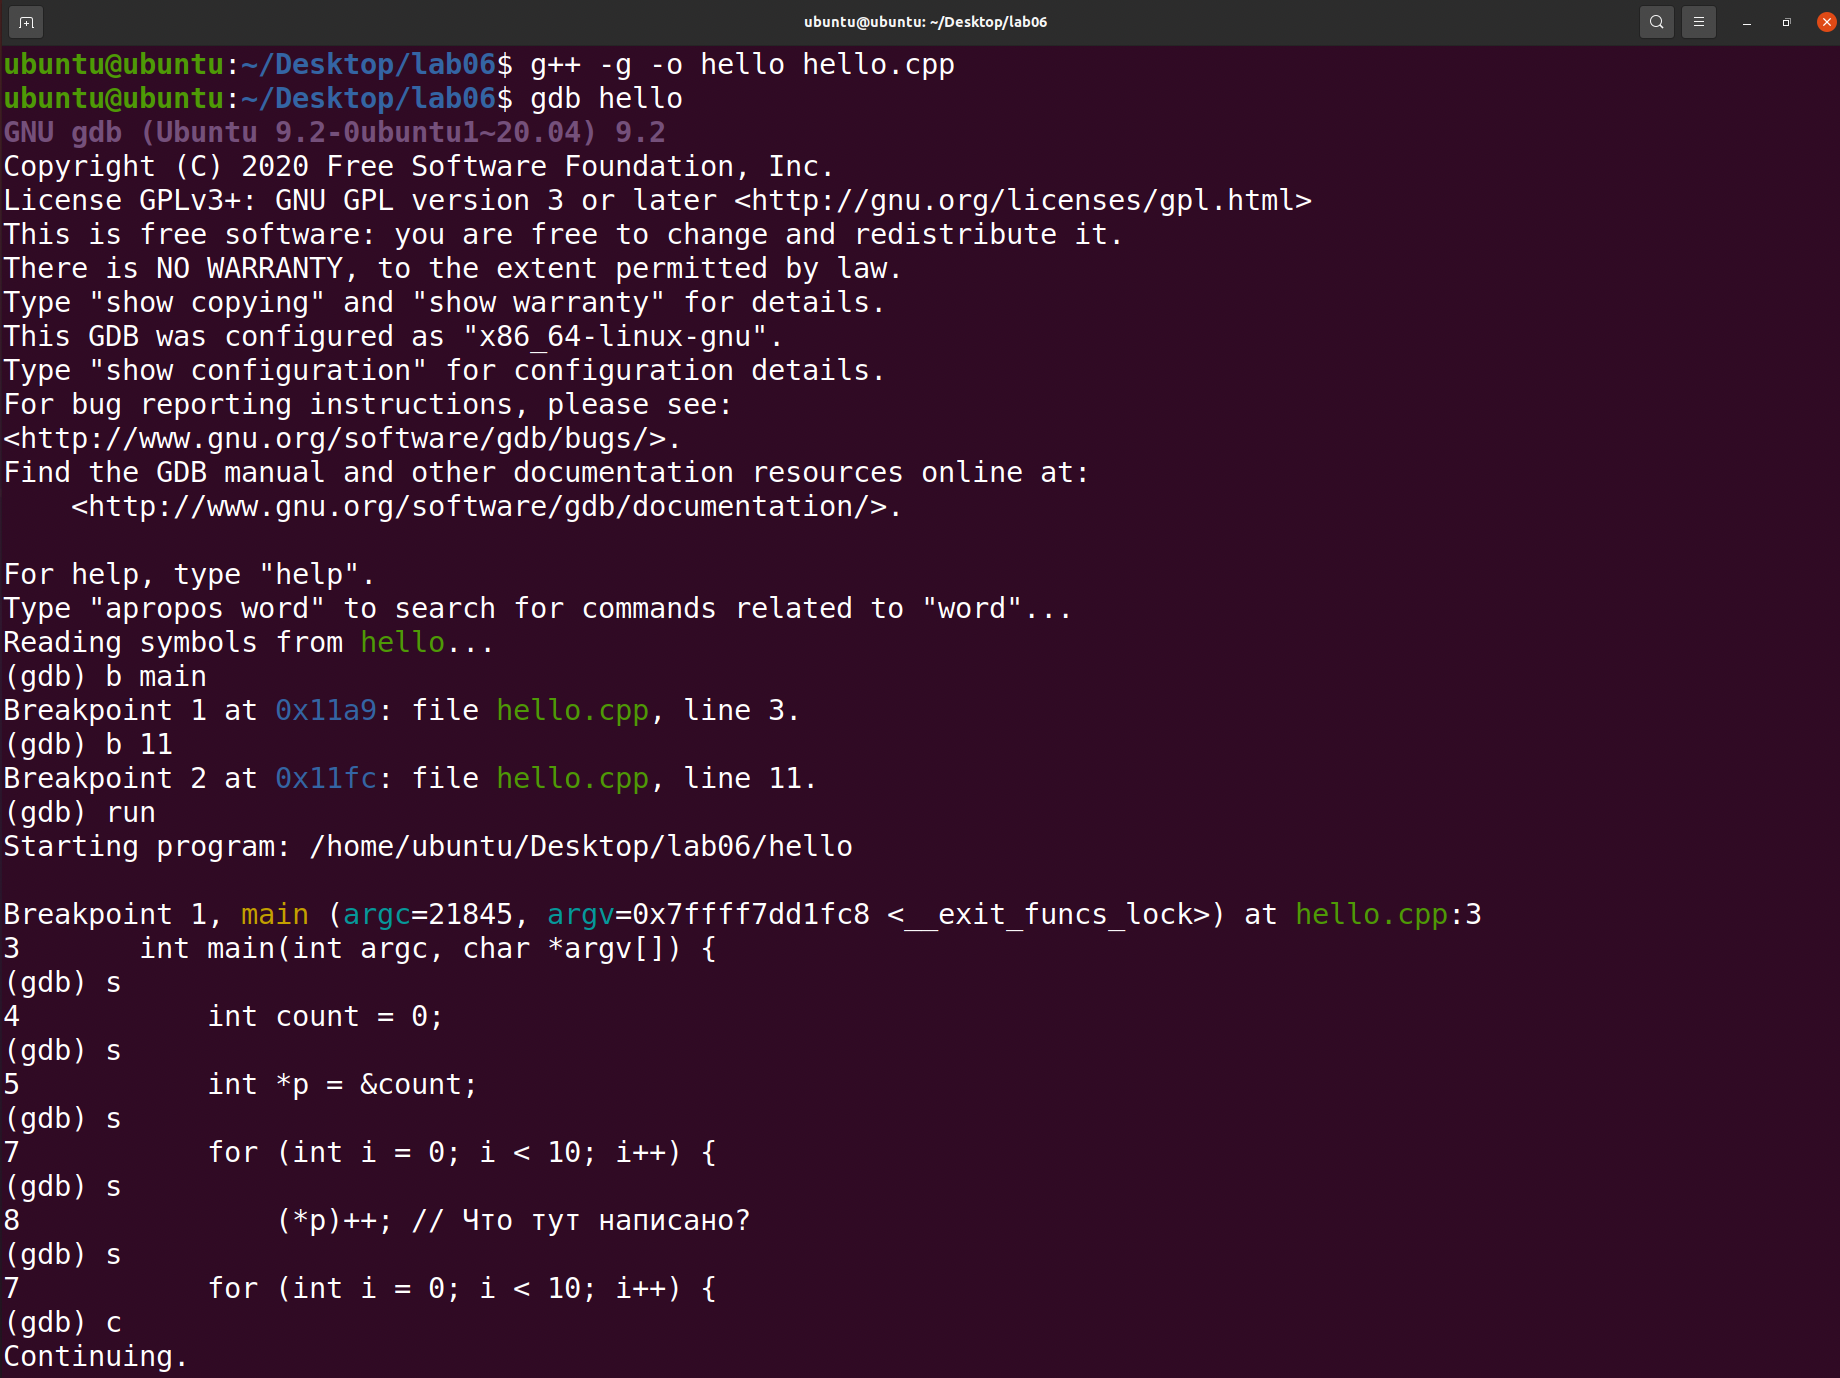 ubuntu@ubuntu: ~/Desktop/lab06
ubuntu@ubuntu:~/Desktop/lab06$ g++ -g -o hello hello.cpp
ubuntu@ubuntu:~/Desktop/lab06$ gdb hello
GNU gdb (Ubuntu 9.2-0ubuntu1~20.04) 9.2
Copyright (C) 2020 Free Software Foundation, Inc.
License GPLv3+: GNU GPL version 3 or later <http://gnu.org/licenses/gpl.html>
This is free software: you are free to change and redistribute it.
There is NO WARRANTY, to the extent permitted by law.
Type "show copying" and "show warranty" for details.
This GDB was configured as "x86_64-linux-gnu".
Type "show configuration" for configuration details.
For bug reporting instructions, please see:
<http://www.gnu.org/software/gdb/bugs/>.
Find the GDB manual and other documentation resources online at:
    <http://www.gnu.org/software/gdb/documentation/>.

For help, type "help".
Type "apropos word" to search for commands related to "word"...
Reading symbols from hello...
(gdb) b main
Breakpoint 1 at 0x11a9: file hello.cpp, line 3.
(gdb) b 11
Breakpoint 2 at 0x11fc: file hello.cpp, line 11.
(gdb) run
Starting program: /home/ubuntu/Desktop/lab06/hello

Breakpoint 1, main (argc=21845, argv=0x7ffff7dd1fc8 <__exit_funcs_lock>) at hello.cpp:3
3       int main(int argc, char *argv[]) {
(gdb) s
4           int count = 0;
(gdb) s
5           int *p = &count;
(gdb) s
7           for (int i = 0; i < 10; i++) {
(gdb) s
8               (*p)++; // Что тут написано?
(gdb) s
7           for (int i = 0; i < 10; i++) {
(gdb) c
Continuing.